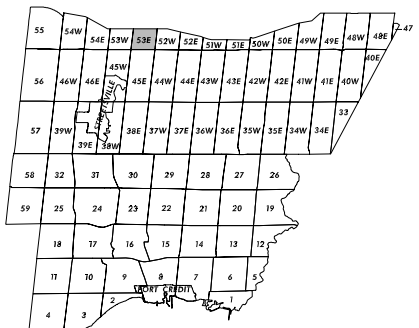 55 54W 54E 53W 53E 52W 52E 51W 51E 50W 50E 49W 49E 48W 48E 47
56 46W 46E 45W 45E 44W 44E 43W 43E 42W 42E 41W 41E 40W 40E
STREETSVILLE
57 39W 39E 38W 38E 37W 37E 36W 36E 35W 35E 34W 34E 33
58 32 31 30 29 28 27 26
59 25 24 23 22 21 20 19
18 17 16 15 14 13 12
11 10 9 8 7 6 5
PORT CREDIT
4 3 2 1